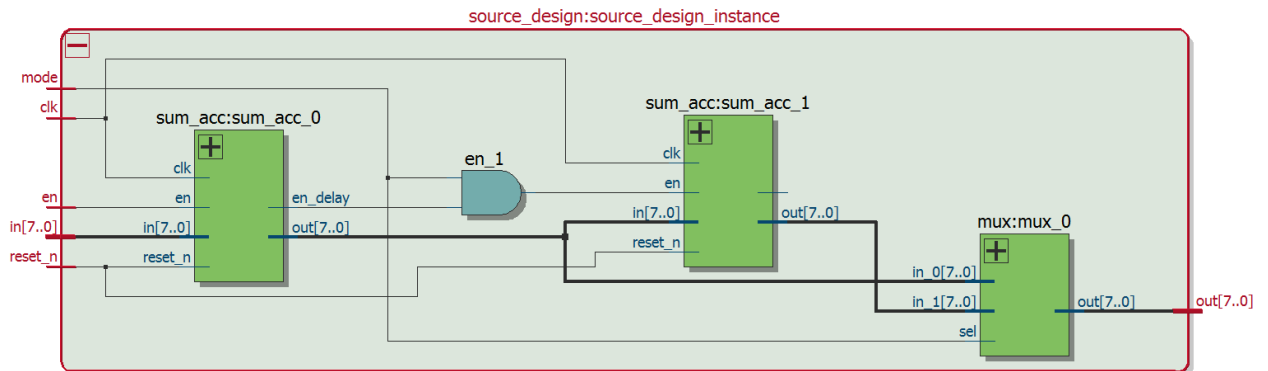 source_design:source_design_instance
mode
clk
en
in[7..0]
reset_n
sum_acc:sum_acc_0
clk
en
in[7..0]
reset_n
en_delay
out[7..0]
en_1
sum_acc:sum_acc_1
clk
en
in[7..0]
reset_n
out[7..0]
mux:mux_0
in_0[7..0]
in_1[7..0]
sel
out[7..0]
out[7..0]